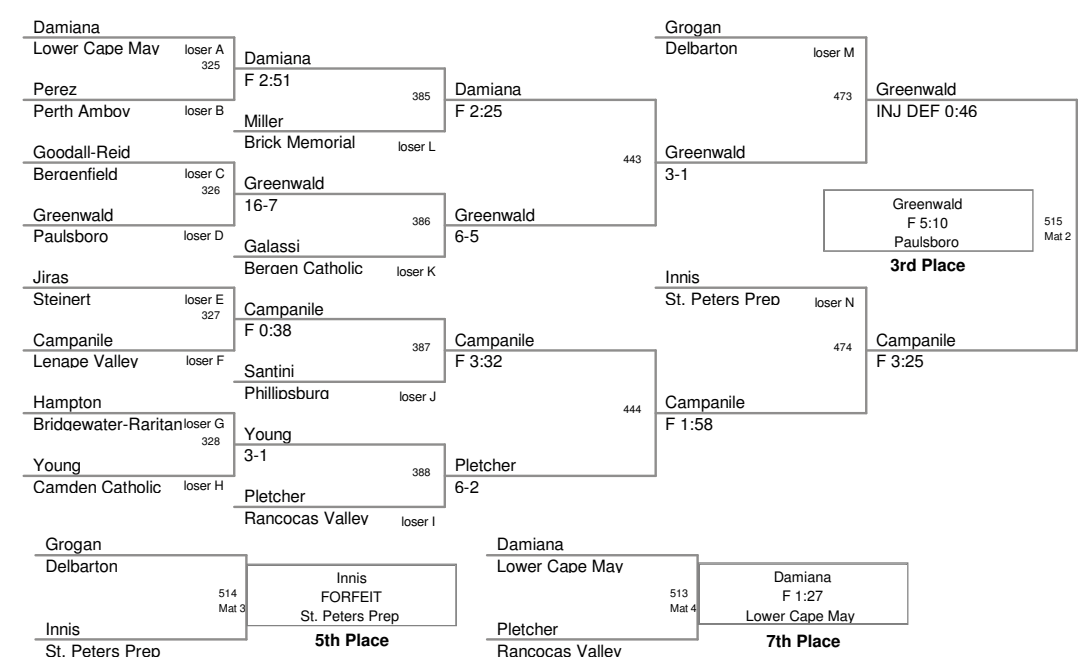 Damiana
Lower Cape May loser A
325
Perez
Perth Amboy loser B
Goodall-Reid
Bergenfield loser C
326
Greenwald
Paulsboro loser D
Jiras
Steinert loser E
327
Campanile
Lenape Valley loser F
Hampton
Bridgewater-Raritan loser G
328
Young
Camden Catholic loser H
Damiana
F 2:51
385
Miller
Brick Memorial loser L
Greenwald
16-7
386
Galassi
Bergen Catholic loser K
Campanile
F 0:38
387
Santini
Phillipsburg loser J
Young
3-1
388
Pletcher
Rancocas Valley loser I
Damiana
F 2:25
443
Greenwald
6-5
Campanile
F 3:32
444
Pletcher
6-2
Grogan
Delbarton loser M
473
Greenwald
3-1
Innis
St. Peters Prep loser N
474
Campanile
F 1:58
Greenwald
INJ DEF 0:46
Campanile
F 3:25
Greenwald
F 5:10
Paulsboro
515
Mat 2
3rd Place
Grogan
Delbarton
514
Mat 3
Innis
St. Peters Prep
Innis
FORFEIT
St. Peters Prep
5th Place
Damiana
Lower Cape May
513
Mat 4
Pletcher
Rancocas Valley
Damiana
F 1:27
Lower Cape May
7th Place